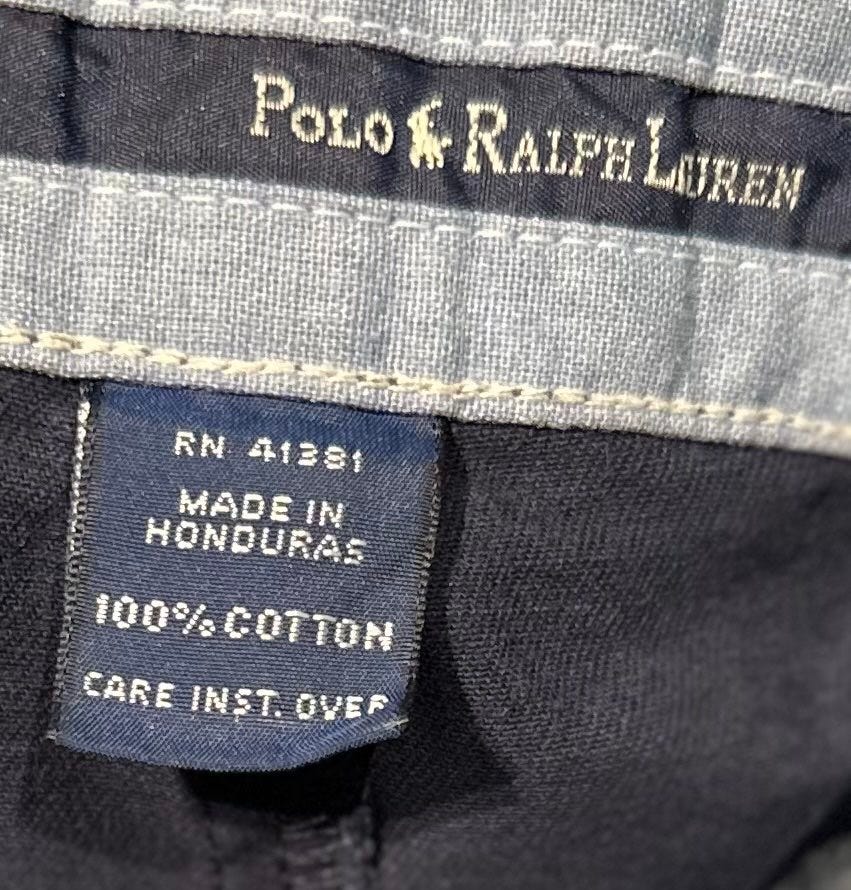 POLO RALPH LAUREN
RN 41381
MADE IN
HONDURAS
100% COTTON
CARE INST. OVER